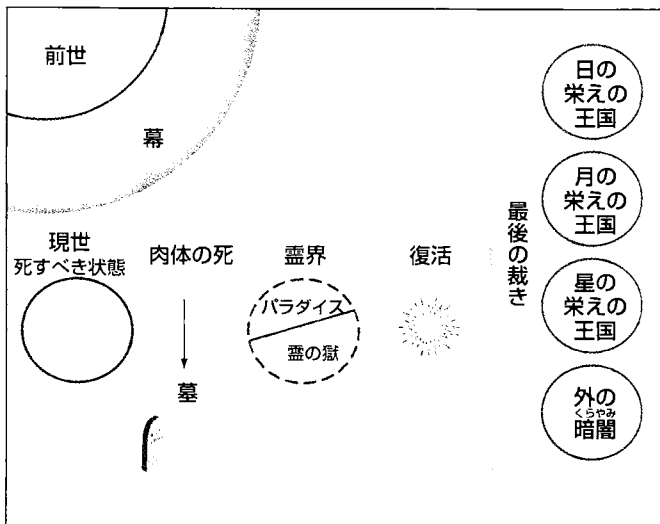 前世
幕
現世
死すべき状態
肉体の死
墓
霊界
パラダイス
霊の獄
復活
最後の裁き
日の
栄えの
王国
月の
栄えの
王国
星の
栄えの
王国
外の
くらやみ
暗闇